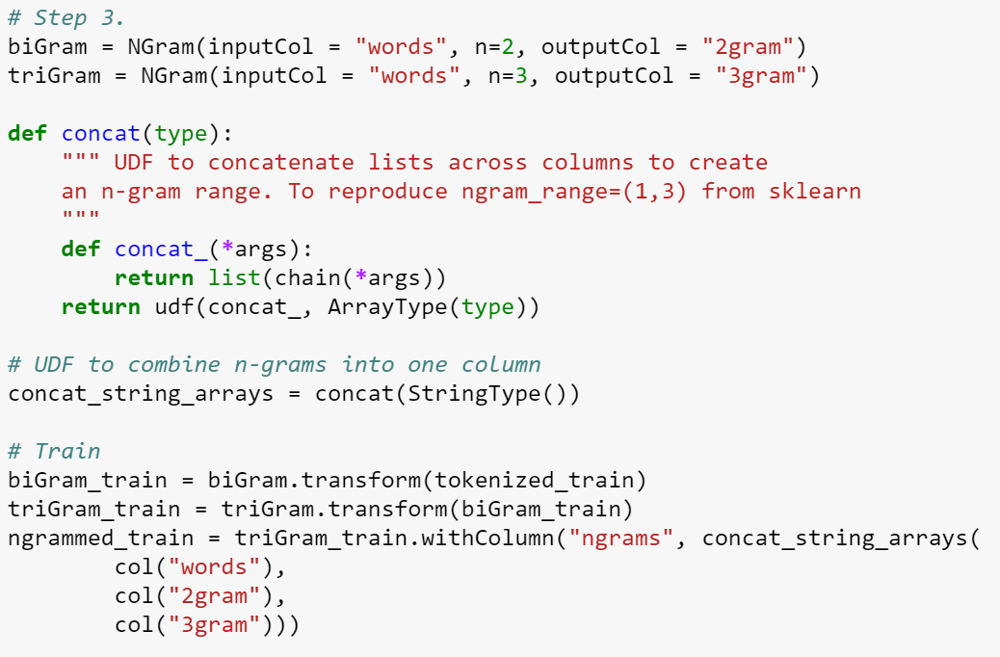 # Step 3.
biGram = NGram(inputCol = "words", n=2, outputCol = "2gram")
triGram = NGram(inputCol = "words", n=3, outputCol = "3gram")

def concat(type):
    """ UDF to concatenate lists across columns to create
    an n-gram range. To reproduce ngram_range=(1,3) from sklearn
    """
    def concat_(*args):
        return list(chain(*args))
    return udf(concat_, ArrayType(type))

# UDF to combine n-grams into one column
concat_string_arrays = concat(StringType())

# Train
biGram_train = biGram.transform(tokenized_train)
triGram_train = triGram.transform(biGram_train)
ngrammed_train = triGram_train.withColumn("ngrams", concat_string_arrays(
        col("words"),
        col("2gram"),
        col("3gram")))